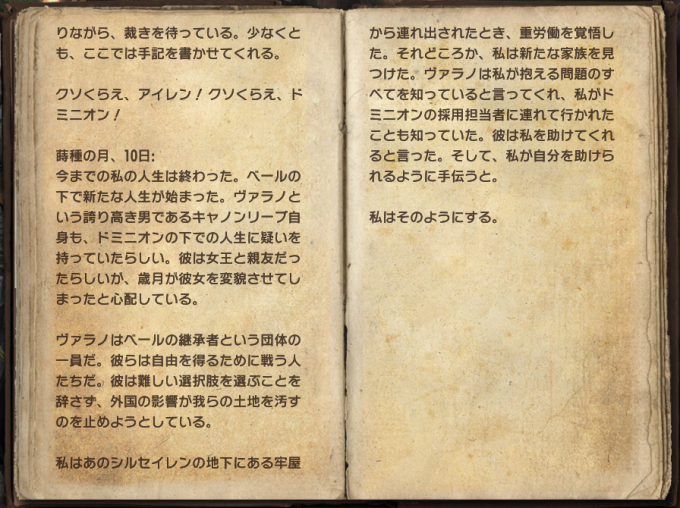 りながら、裁きを待っている。少なくと
も、ここでは手記を書かせてくれる。
クソくらえ、アイレン！クソくらえ、ド
ミニオン！
蒔種の月、10日:
今までの私の人生は終わった。ベールの
下で新たな人生が始まった。ヴァラノと
いう誇り高き男であるキャノンリーブ自
身も、ドミニオンの下での人生に疑いを
持っていたらしい。彼は女王と親友だっ
たらしいが、歳月が彼女を変貌させてし
まったと心配している。
ヴァラノはベールの継承者という団体の
一員だ。彼らは自由を得るために戦う人
たちだ。彼は難しい選択肢を選ぶことを
辞さず、外国の影響が我らの土地を汚す
のを止めようとしている。
私はあのシルセイレンの地下にある牢屋
から連れ出されたとき、重労働を覚悟し
た。それどころか、私は新たな家族を見
つけた。ヴァラノは私が抱える問題のす
べてを知っていると言ってくれ、私がド
ミニオンの採用担当者に連れて行かれた
ことも知っていた。彼は私を助けてくれ
ると言った。そして、私が自分を助けら
れるように手伝うと。
私はそのようにする。